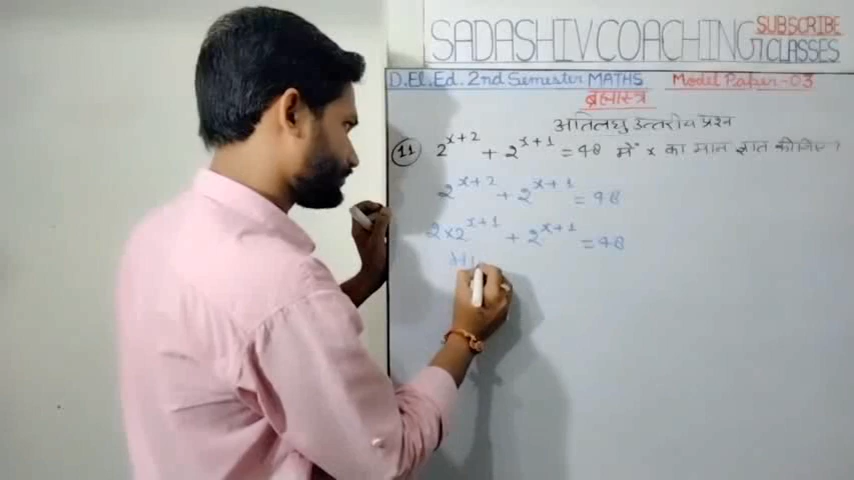 SADASHIV COACHING CLASSES
SUBSCRIBE
D.El.Ed. 2nd Semester MATHS Model Paper-03
ब्रह्मास्त्र
अतिलघु उत्तरीय प्रश्न
11 2^(x+2) + 2^(x+1) = 48 में x का मान ज्ञात कीजिए ?
2^(x+2) + 2^(x+1) = 48
2×2^(x+1) + 2^(x+1) = 48